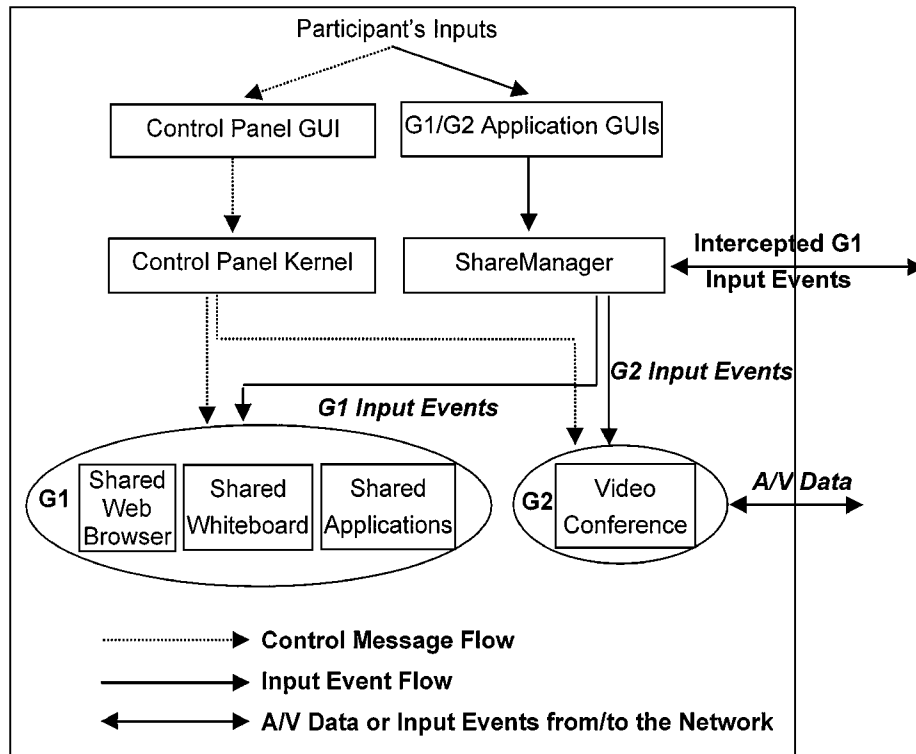 Participant's Inputs
Control Panel GUI
G1/G2 Application GUIs
Control Panel Kernel
ShareManager
Intercepted G1
Input Events
G2 Input Events
G1 Input Events
G1
Shared
Web
Browser
Shared
Whiteboard
Shared
Applications
G2
Video
Conference
A/V Data
Control Message Flow
Input Event Flow
A/V Data or Input Events from/to the Network